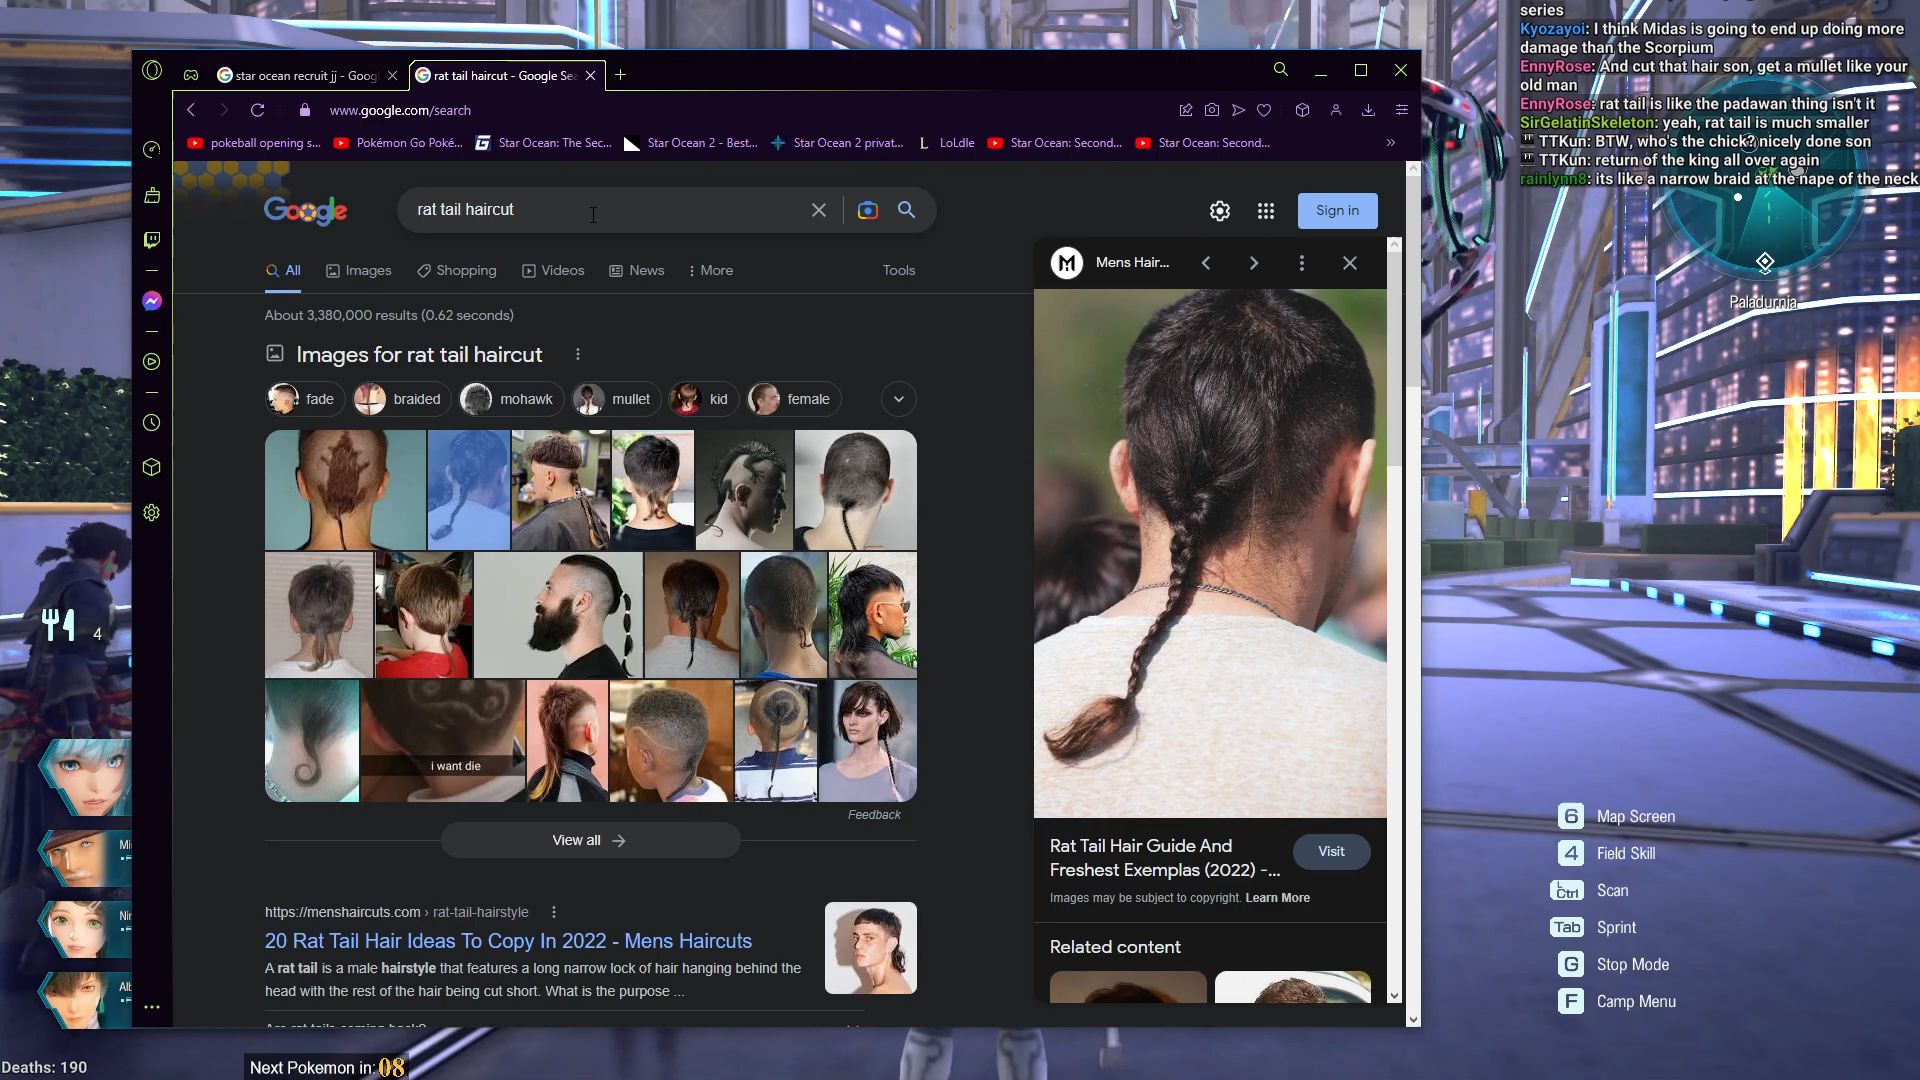 series
Kyozayoi: I think Midas is going to end up doing more
damage than the Scorpium
EnnyRose: And cut that hair son, get a mullet like your
old man
EnnyRose: rat tail is like the padawan thing isn't it
SirGelatinSkeleton: yeah, rat tail is much smaller
TTKun: BTW, who's the chick? nicely done son
TTKun: return of the king all over again
rainlynn8: its like a narrow braid at the nape of the neck
star ocean recruit jj - Goog
rat tail haircut - Google Sea
www.google.com/search
pokeball opening s...
Pokémon Go Poké...
Star Ocean: The Sec...
Star Ocean 2 - Best...
Star Ocean 2 privat...
LoLdle
Star Ocean: Second...
Star Ocean: Second...
Google
rat tail haircut
Sign in
All
Images
Shopping
Videos
News
More
Tools
About 3,380,000 results (0.62 seconds)
Images for rat tail haircut
fade
braided
mohawk
mullet
kid
female
i want die
Feedback
View all
https://menshaircuts.com › rat-tail-hairstyle
20 Rat Tail Hair Ideas To Copy In 2022 - Mens Haircuts
A rat tail is a male hairstyle that features a long narrow lock of hair hanging behind the
head with the rest of the hair being cut short. What is the purpose ...
Mens Hair...
Rat Tail Hair Guide And
Freshest Exemplas (2022) -...
Visit
Images may be subject to copyright. Learn More
Related content
Paladurnia
4
Mi
Nin
Alb
6 Map Screen
4 Field Skill
L Ctrl Scan
Tab Sprint
G Stop Mode
F Camp Menu
Deaths: 190
Next Pokemon in: 08